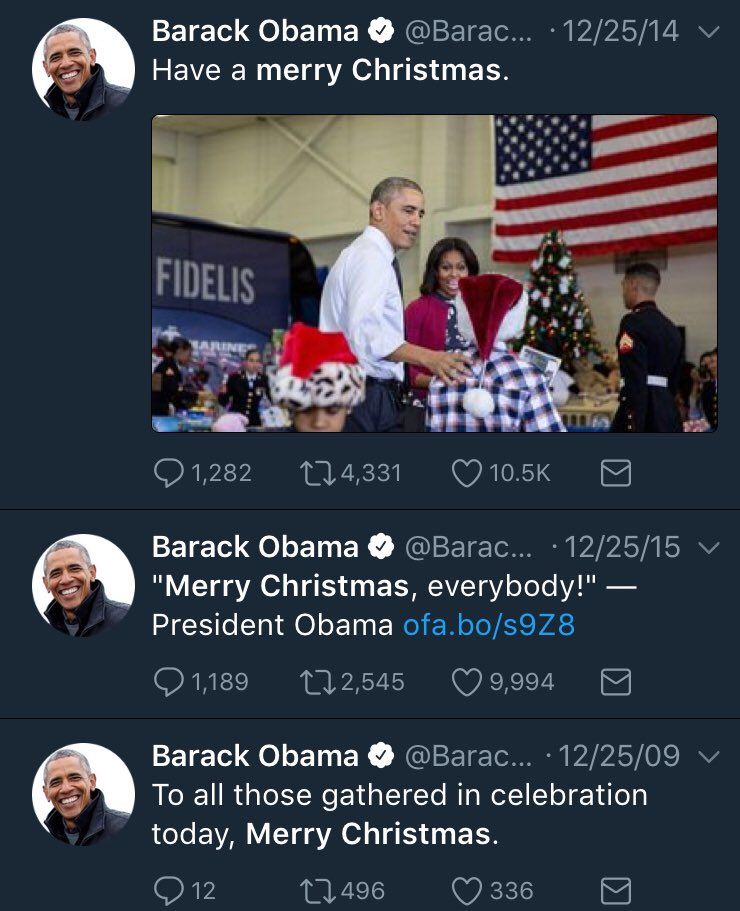 Barack Obama @Barac... · 12/25/14
Have a merry Christmas.
FIDELIS
MARINES
1,282 4,331 10.5K
Barack Obama @Barac... · 12/25/15
"Merry Christmas, everybody!" —
President Obama ofa.bo/s9Z8
1,189 2,545 9,994
Barack Obama @Barac... · 12/25/09
To all those gathered in celebration
today, Merry Christmas.
12 496 336